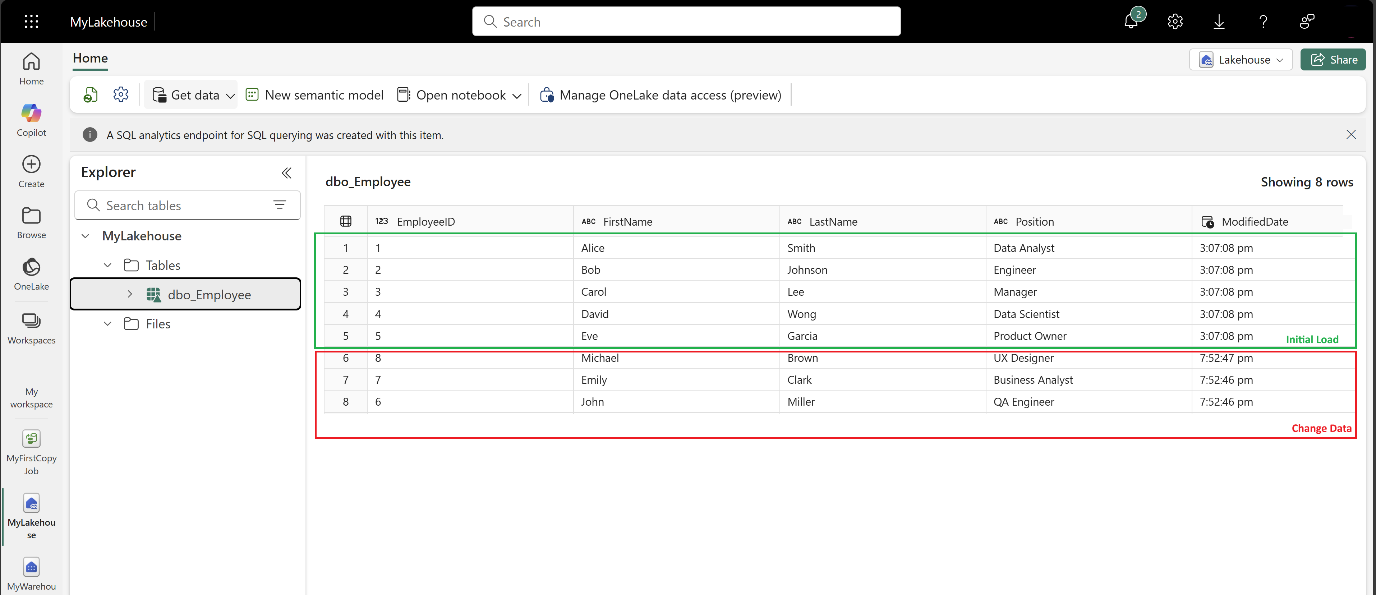 MyLakehouse
Search
2
Home
Copilot
Create
Browse
OneLake
Workspaces
My
workspace
MyFirstCopy
Job
MyLakehou
se
MyWarehou
Home
Lakehouse
Share
Get data
New semantic model
Open notebook
Manage OneLake data access (preview)
A SQL analytics endpoint for SQL querying was created with this item.
Explorer
Search tables
MyLakehouse
Tables
dbo_Employee
Files
dbo_Employee
Showing 8 rows
123 EmployeeID ABC FirstName ABC LastName ABC Position ModifiedDate
1 1 Alice Smith Data Analyst 3:07:08 pm
2 2 Bob Johnson Engineer 3:07:08 pm
3 3 Carol Lee Manager 3:07:08 pm
4 4 David Wong Data Scientist 3:07:08 pm
5 5 Eve Garcia Product Owner 3:07:08 pm
Initial Load
6 8 Michael Brown UX Designer 7:52:47 pm
7 7 Emily Clark Business Analyst 7:52:46 pm
8 6 John Miller QA Engineer 7:52:46 pm
Change Data